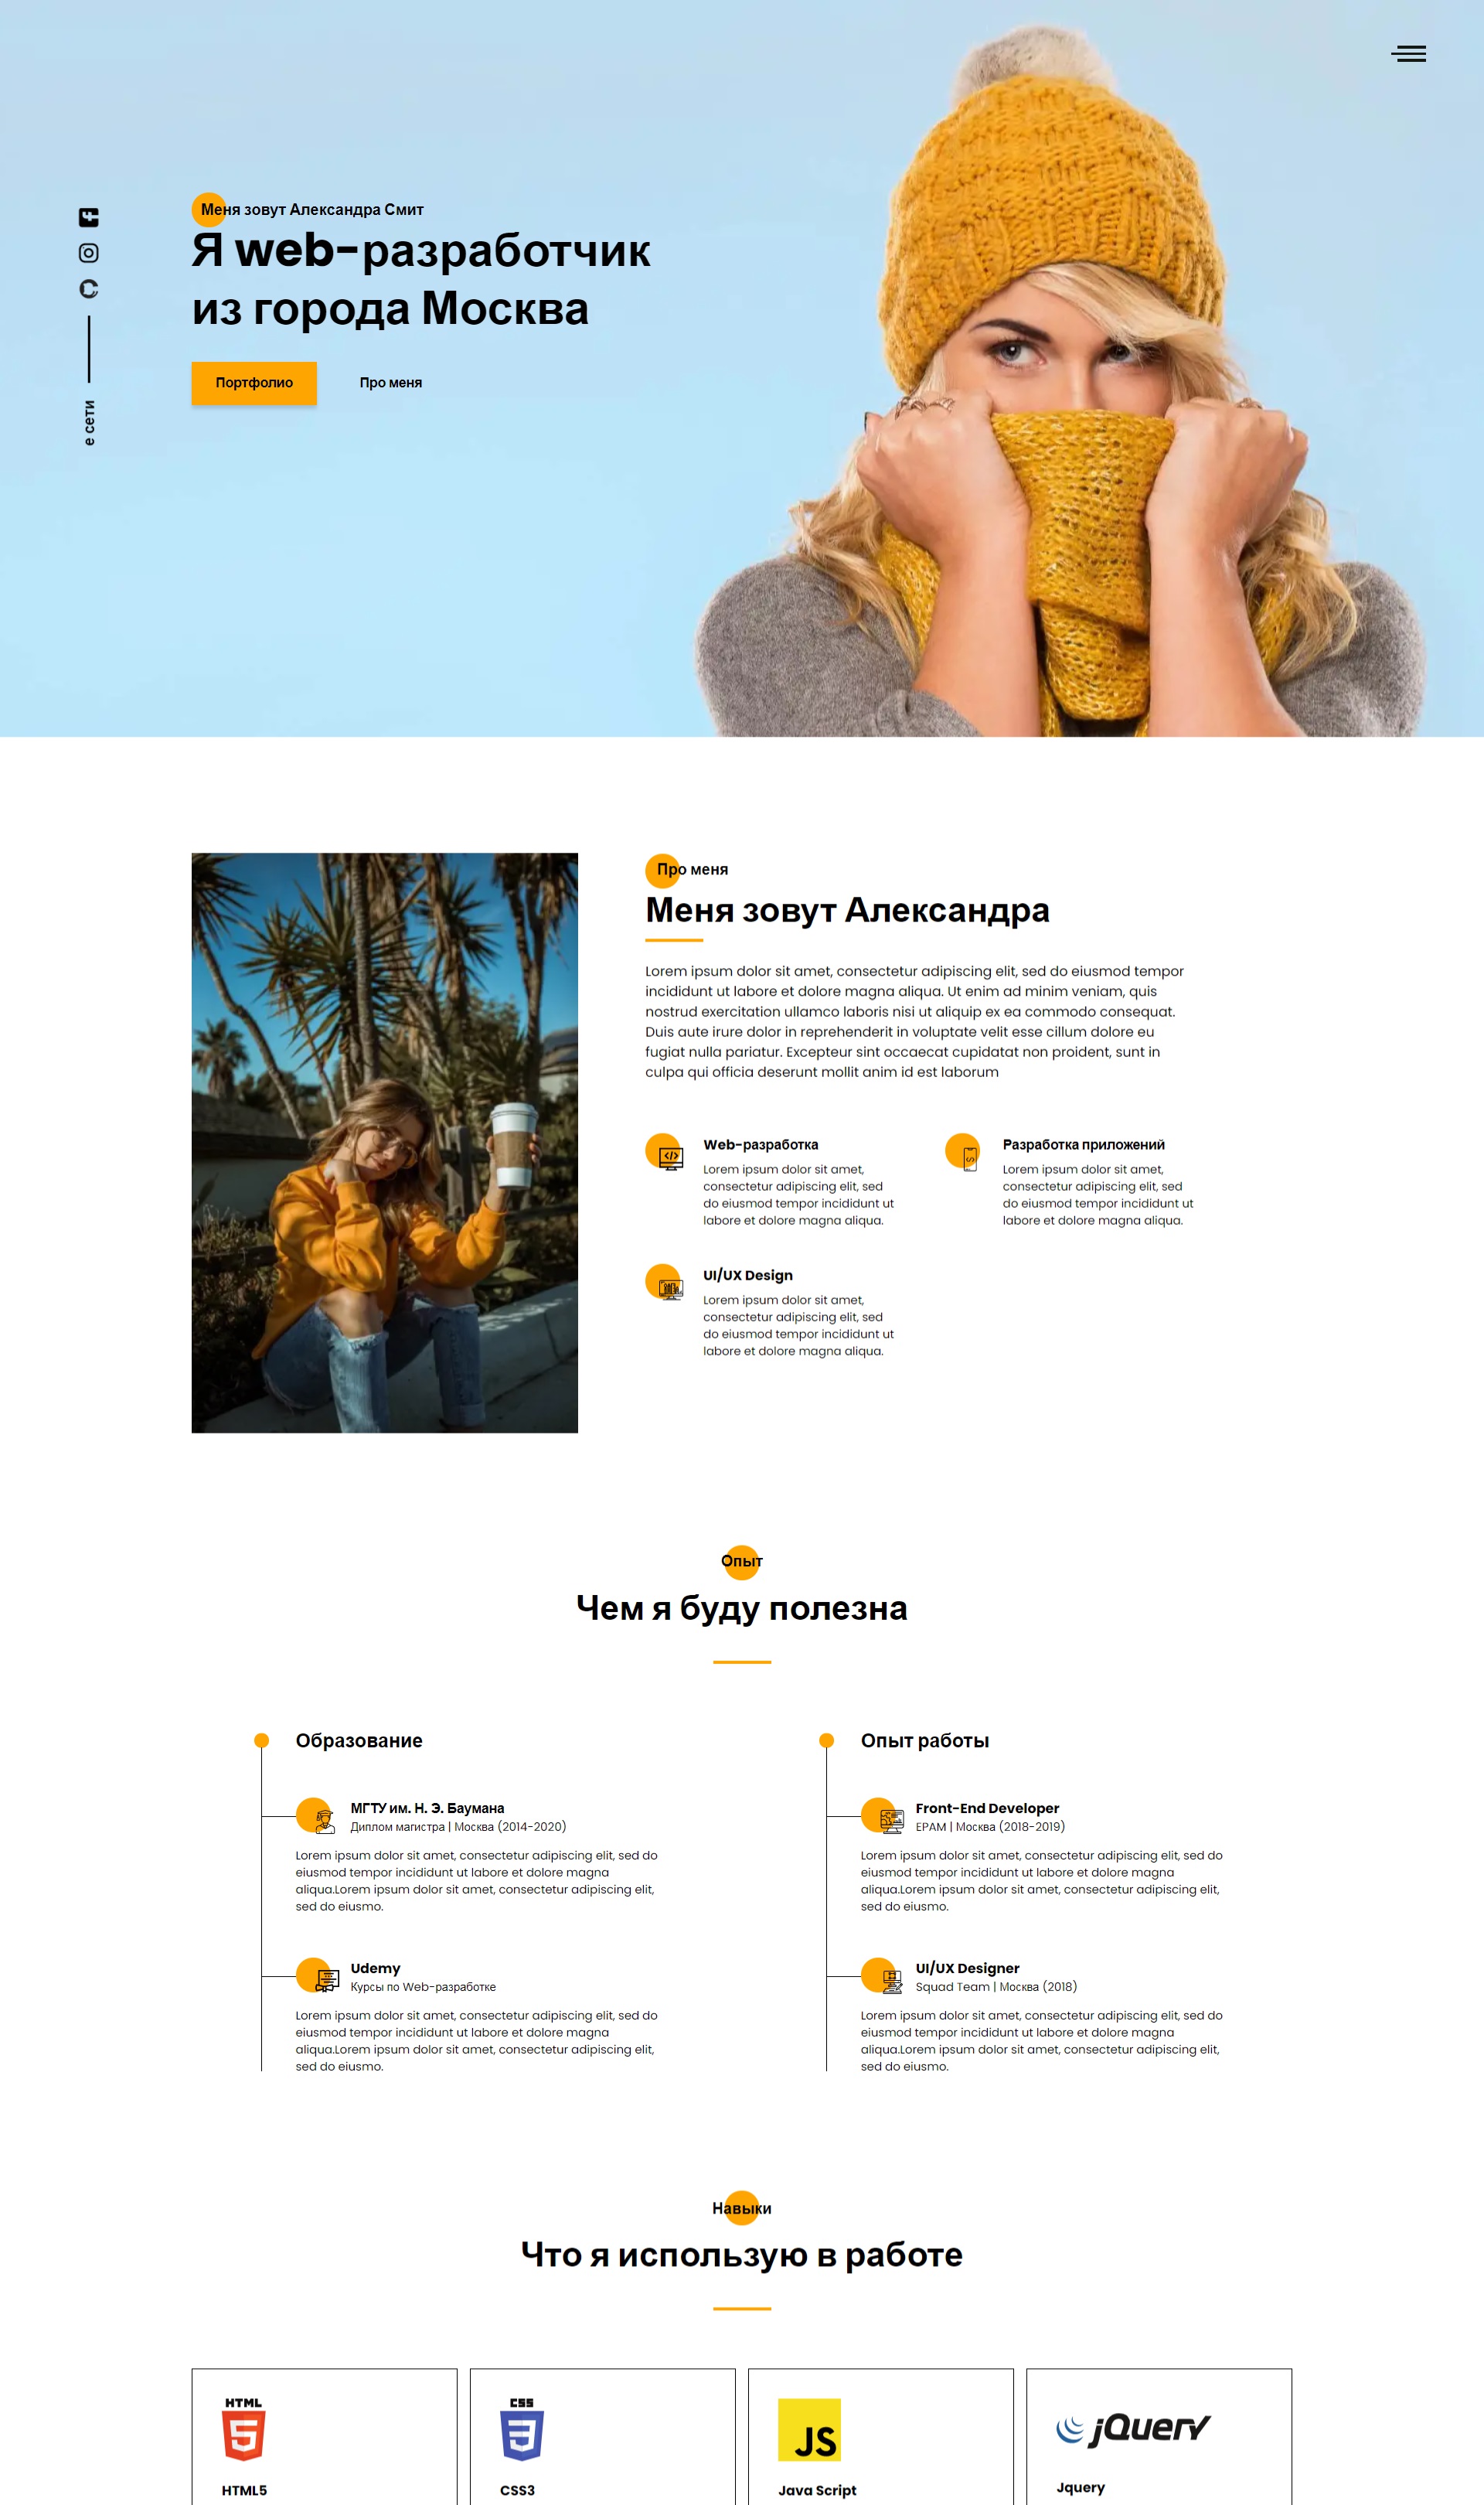 Меня зовут Александра Смит
Я web-разработчик
из города Москва
Портфолио
Про меня
е сети
Про меня
Меня зовут Александра
Lorem ipsum dolor sit amet, consectetur adipiscing elit, sed do eiusmod tempor
incididunt ut labore et dolore magna aliqua. Ut enim ad minim veniam, quis
nostrud exercitation ullamco laboris nisi ut aliquip ex ea commodo consequat.
Duis aute irure dolor in reprehenderit in voluptate velit esse cillum dolore eu
fugiat nulla pariatur. Excepteur sint occaecat cupidatat non proident, sunt in
culpa qui officia deserunt mollit anim id est laborum
Web-разработка
Lorem ipsum dolor sit amet,
consectetur adipiscing elit, sed
do eiusmod tempor incididunt ut
labore et dolore magna aliqua.
Разработка приложений
Lorem ipsum dolor sit amet,
consectetur adipiscing elit, sed
do eiusmod tempor incididunt ut
labore et dolore magna aliqua.
UI/UX Design
Lorem ipsum dolor sit amet,
consectetur adipiscing elit, sed
do eiusmod tempor incididunt ut
labore et dolore magna aliqua.
Опыт
Чем я буду полезна
Образование
МГТУ им. Н. Э. Баумана
Диплом магистра | Москва (2014-2020)
Lorem ipsum dolor sit amet, consectetur adipiscing elit, sed do
eiusmod tempor incididunt ut labore et dolore magna
aliqua.Lorem ipsum dolor sit amet, consectetur adipiscing elit,
sed do eiusmo.
Udemy
Курсы по Web-разработке
Lorem ipsum dolor sit amet, consectetur adipiscing elit, sed do
eiusmod tempor incididunt ut labore et dolore magna
aliqua.Lorem ipsum dolor sit amet, consectetur adipiscing elit,
sed do eiusmo.
Опыт работы
Front-End Developer
EPAM | Москва (2018-2019)
Lorem ipsum dolor sit amet, consectetur adipiscing elit, sed do
eiusmod tempor incididunt ut labore et dolore magna
aliqua.Lorem ipsum dolor sit amet, consectetur adipiscing elit,
sed do eiusmo.
UI/UX Designer
Squad Team | Москва (2018)
Lorem ipsum dolor sit amet, consectetur adipiscing elit, sed do
eiusmod tempor incididunt ut labore et dolore magna
aliqua.Lorem ipsum dolor sit amet, consectetur adipiscing elit,
sed do eiusmo.
Навыки
Что я использую в работе
HTML
5
HTML5
CSS
3
CSS3
JS
Java Script
jQuery
Jquery